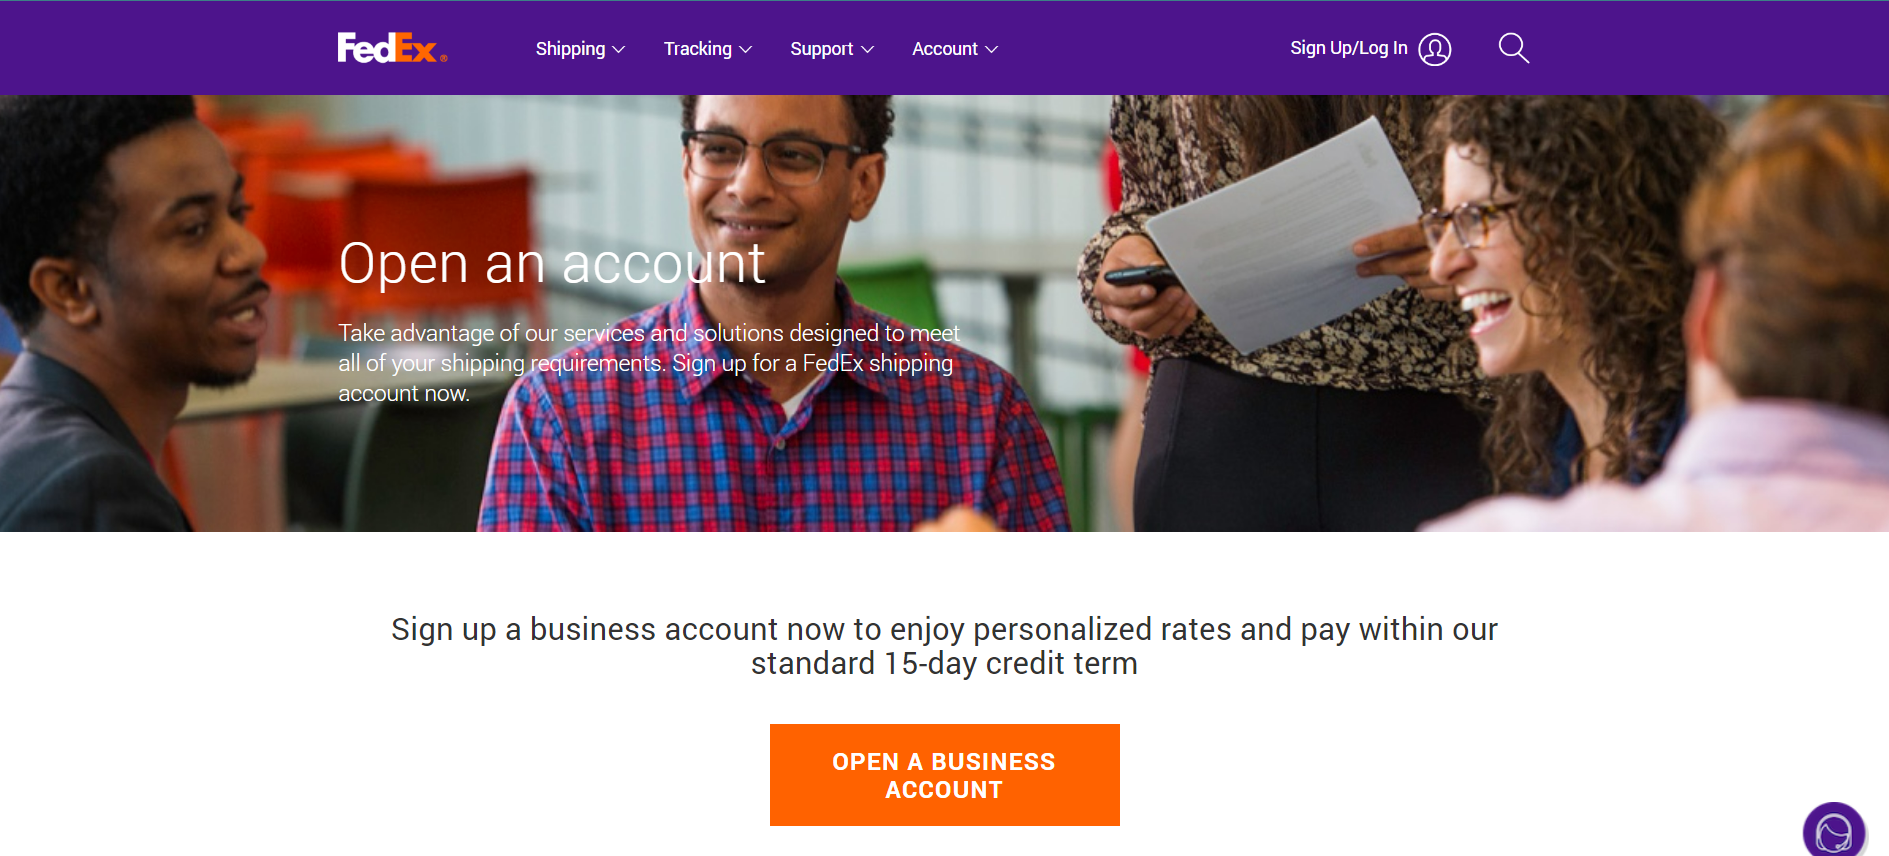 FedEx®
Shipping
Tracking
Support
Account
Sign Up/Log In
Open an account
Take advantage of our services and solutions designed to meet
all of your shipping requirements. Sign up for a FedEx shipping
account now.
Sign up a business account now to enjoy personalized rates and pay within our
standard 15-day credit term
OPEN A BUSINESS
ACCOUNT